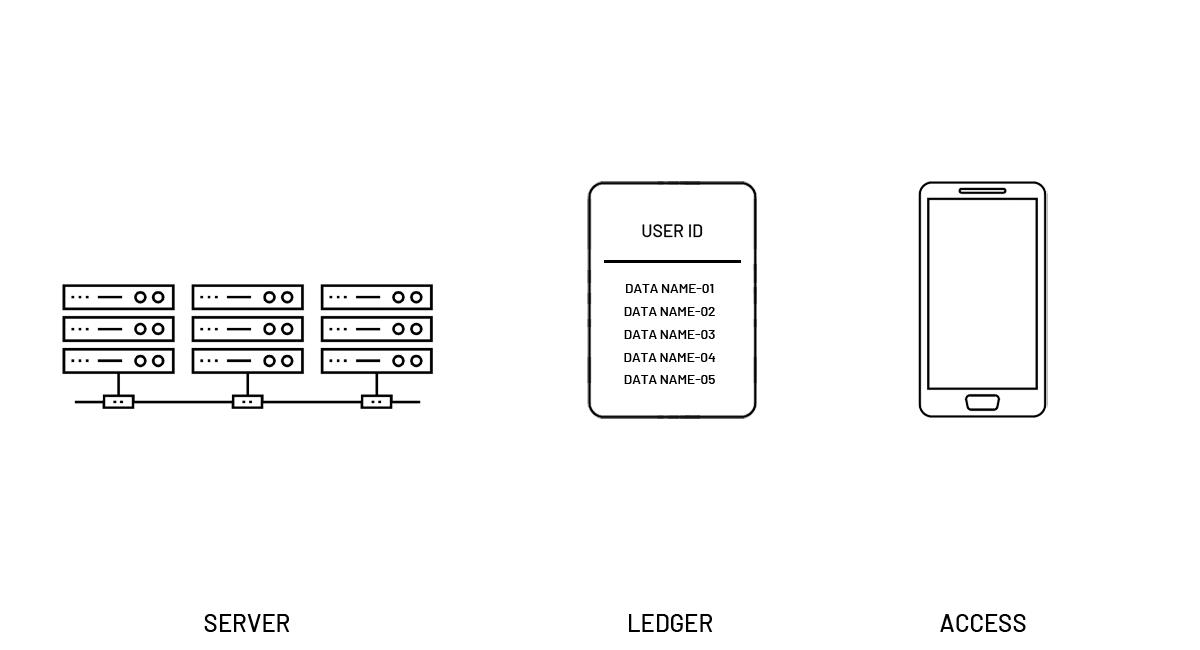 USER ID
DATA NAME-01
DATA NAME-02
DATA NAME-03
DATA NAME-04
DATA NAME-05
SERVER
LEDGER
ACCESS